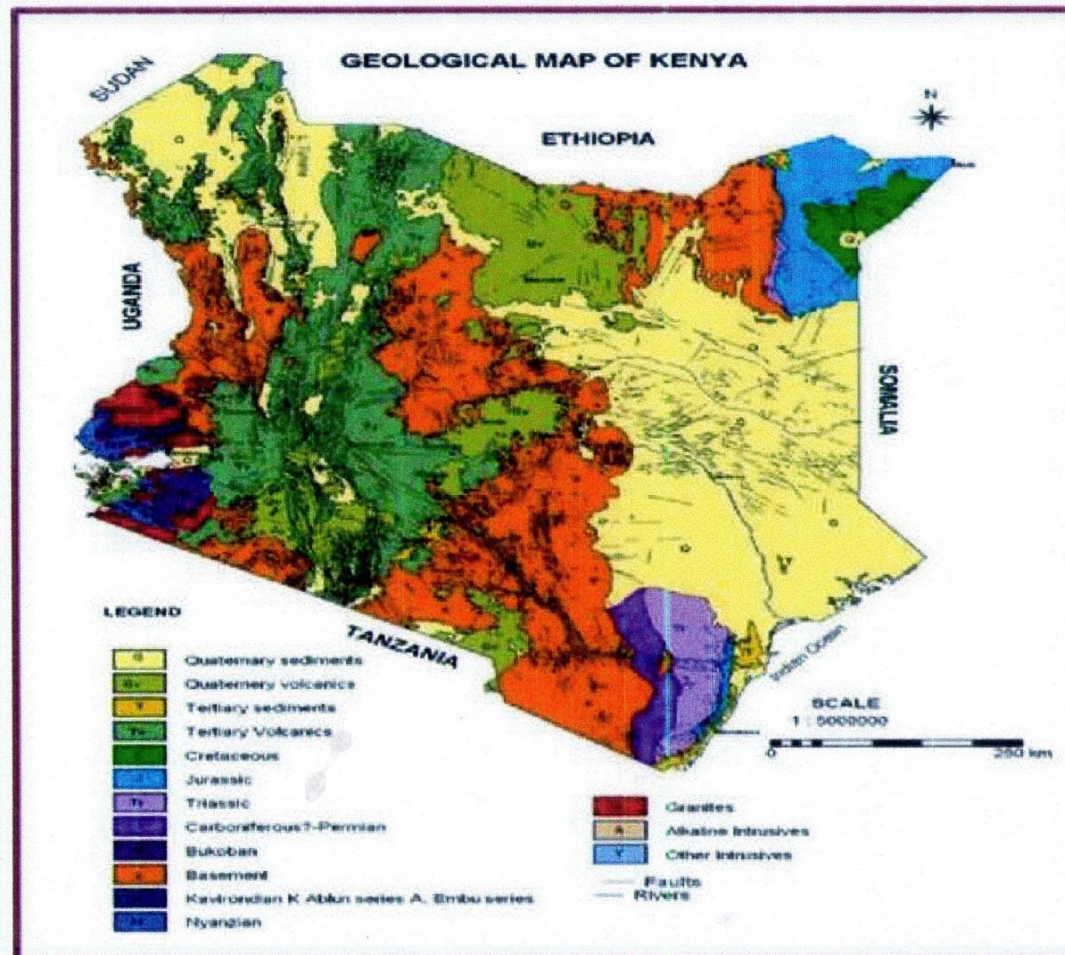 GEOLOGICAL MAP OF KENYA
SUDAN
N
ETHIOPIA
UGANDA
SOMALIA
TANZANIA
Indian Ocean
LEGEND
Quaternary sediments
Quaternery volcanics
Tertiary sediments
Tertiary Volcanics
Cretaceous
Jurassic
Triassic
Carboniferous?-Permian
Bukoban
Basement
Kavirondian K Ablun series A. Embu series
Nyanzian
SCALE
1 : 5000000
0 250 km
Granites
Alkaline Intrusives
Other Intrusives
Faults
Rivers